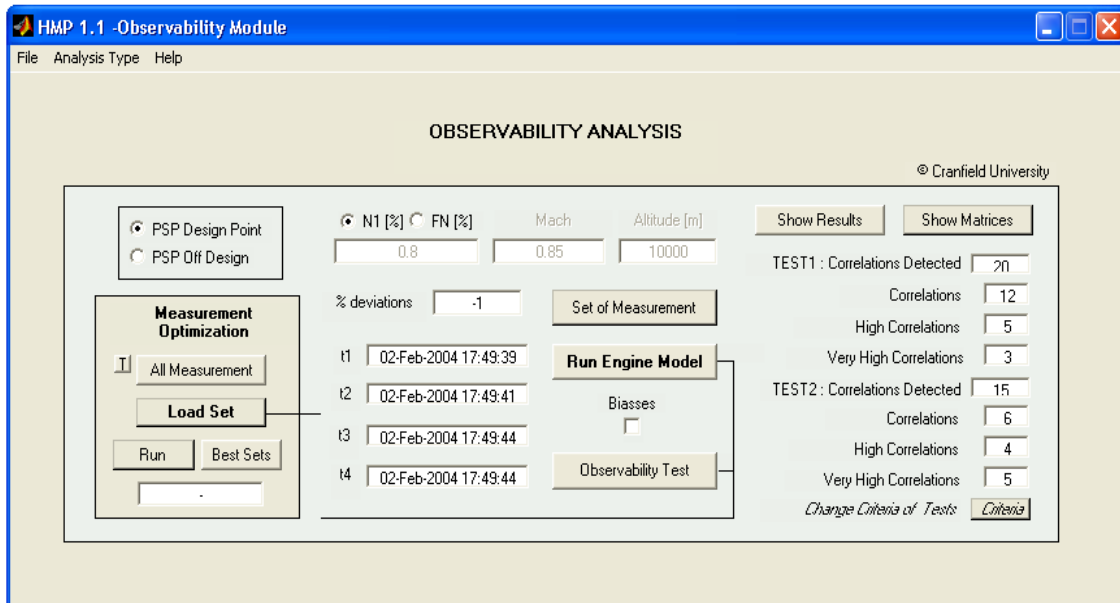 HMP 1.1 -Observability Module
File Analysis Type Help
OBSERVABILITY ANALYSIS
© Cranfield University
PSP Design Point
PSP Off Design
N1 [%] FN [%] Mach Altitude [m]
0.8 0.85 10000
% deviations -1
Set of Measurement
Measurement
Optimization
T All Measurement
Load Set
Run Best Sets
-
t1 02-Feb-2004 17:49:39
t2 02-Feb-2004 17:49:41
t3 02-Feb-2004 17:49:44
t4 02-Feb-2004 17:49:44
Run Engine Model
Biasses
Observability Test
Show Results Show Matrices
TEST1 : Correlations Detected 20
Correlations 12
High Correlations 5
Very High Correlations 3
TEST2 : Correlations Detected 15
Correlations 6
High Correlations 4
Very High Correlations 5
Change Criteria of Tests Criteria